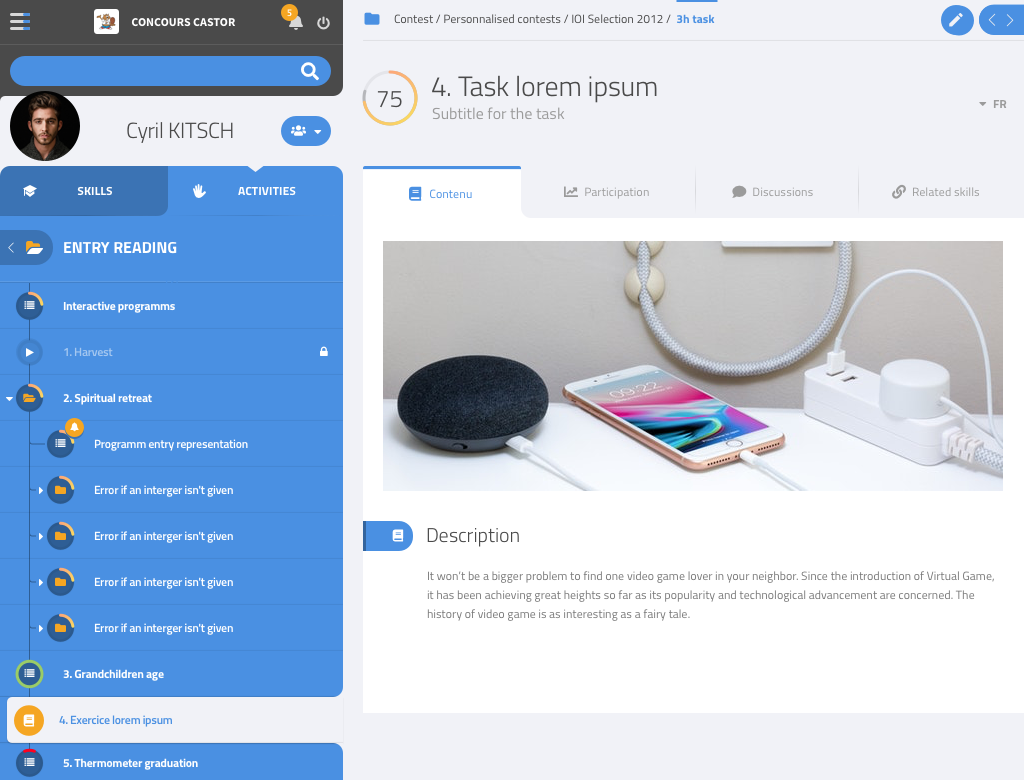 CONCOURS CASTOR
5
Cyril KITSCH
SKILLS
ACTIVITIES
ENTRY READING
Interactive programms
1. Harvest
2. Spiritual retreat
Programm entry representation
Error if an interger isn't given
Error if an interger isn't given
Error if an interger isn't given
Error if an interger isn't given
3. Grandchildren age
4. Exercice lorem ipsum
5. Thermometer graduation
Contest / Personnalised contests / IOI Selection 2012 / 3h task
75
4. Task lorem ipsum
Subtitle for the task
FR
Contenu
Participation
Discussions
Related skills
09:22
Description
It won't be a bigger problem to find one video game lover in your neighbor. Since the introduction of Virtual Game,
it has been achieving great heights so far as its popularity and technological advancement are concerned. The
history of video game is as interesting as a fairy tale.